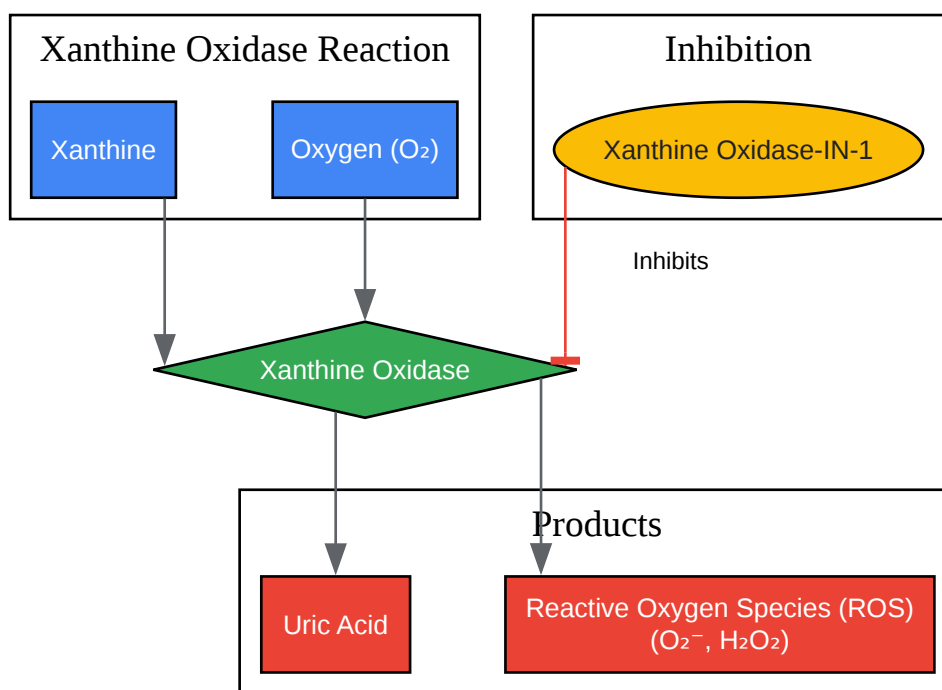 Xanthine Oxidase Reaction
Inhibition
Xanthine
Oxygen (O₂)
Xanthine Oxidase-IN-1
Inhibits
Xanthine Oxidase
Products
Uric Acid
Reactive Oxygen Species (ROS)
(O₂⁻, H₂O₂)